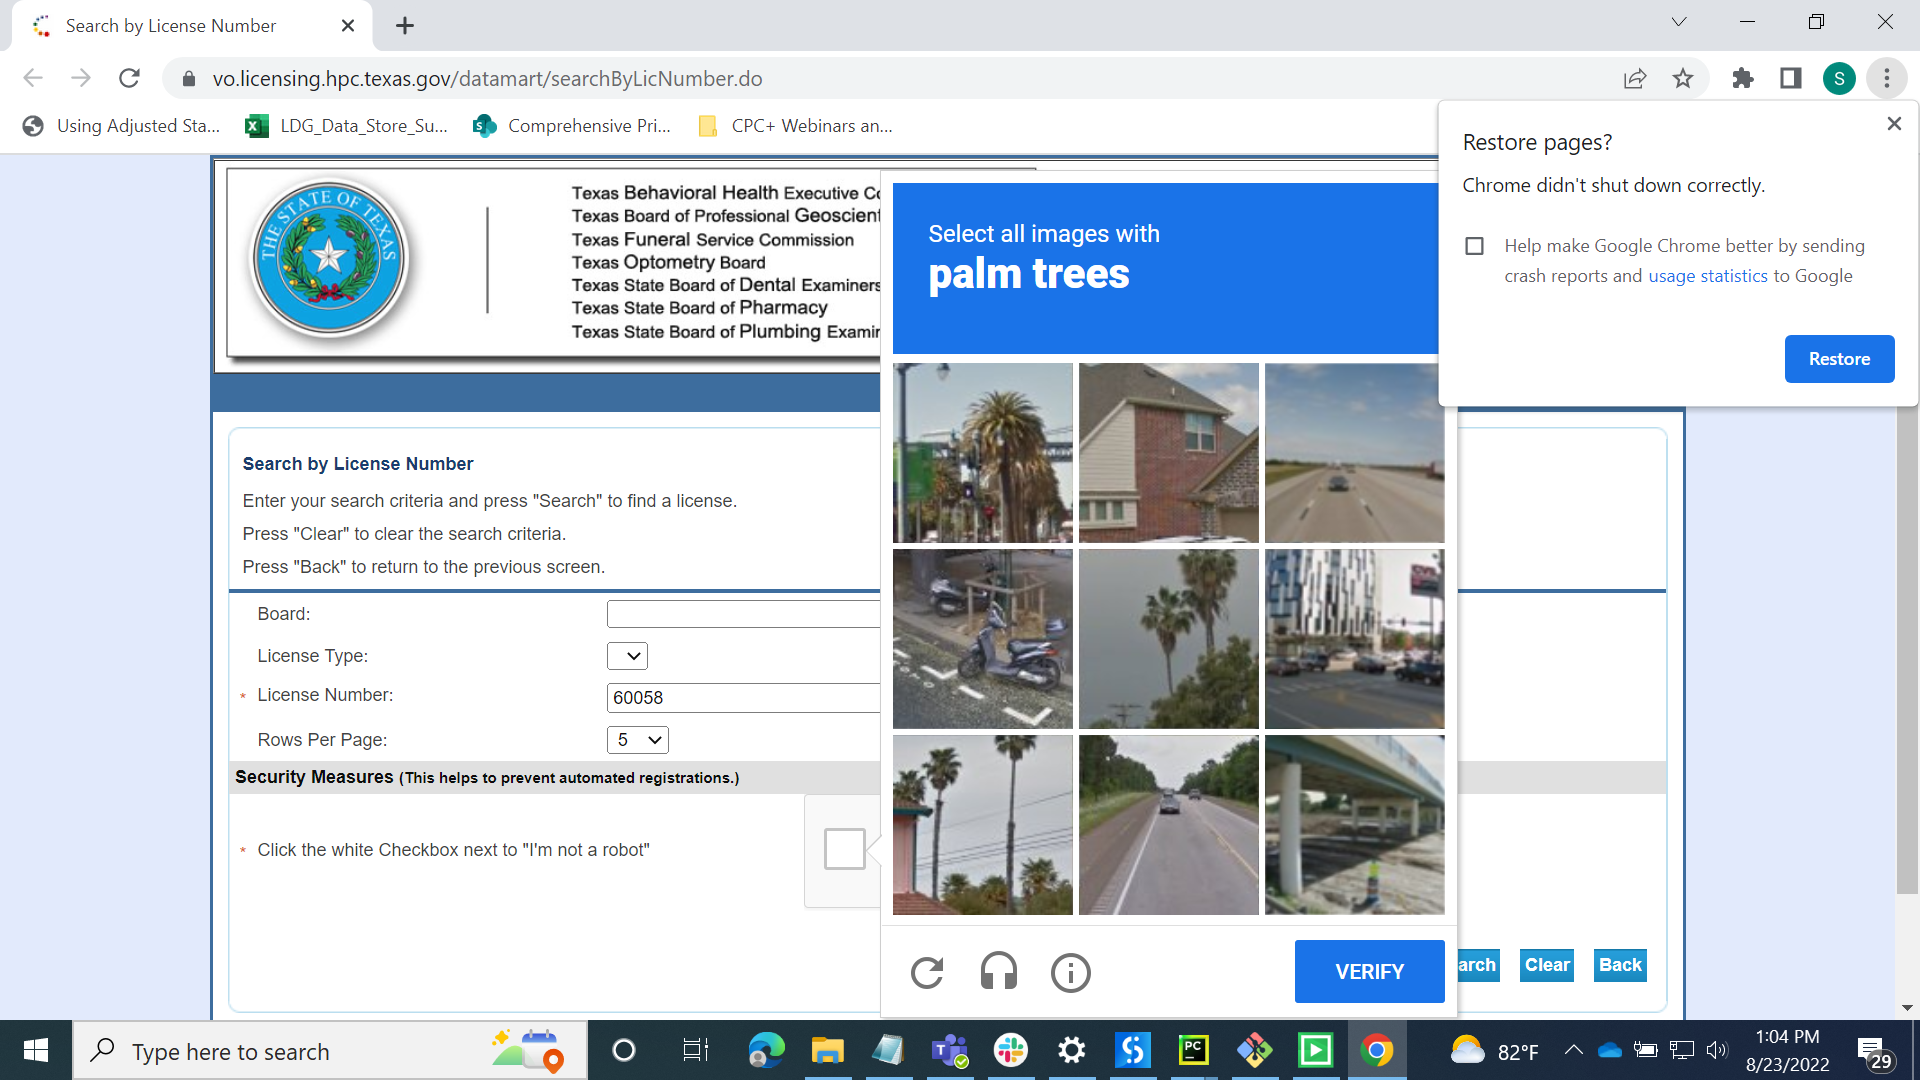 Search by License Number
vo.licensing.hpc.texas.gov/datamart/searchByLicNumber.do
S
Using Adjusted Sta...
LDG_Data_Store_Su...
Comprehensive Pri...
CPC+ Webinars an...
Restore pages?
Chrome didn't shut down correctly.
Help make Google Chrome better by sending
crash reports and usage statistics to Google
Restore
THE STATE OF TEXAS
Texas Behavioral Health Executive Co
Texas Board of Professional Geoscient
Texas Funeral Service Commission
Texas Optometry Board
Texas State Board of Dental Examiners
Texas State Board of Pharmacy
Texas State Board of Plumbing Examin
Select all images with
palm trees
Search by License Number
Enter your search criteria and press "Search" to find a license.
Press "Clear" to clear the search criteria.
Press "Back" to return to the previous screen.
Board:
License Type:
* License Number:
60058
Rows Per Page:
5
Security Measures (This helps to prevent automated registrations.)
* Click the white Checkbox next to "I'm not a robot"
VERIFY
arch
Clear
Back
Type here to search
PC
82°F
1:04 PM
8/23/2022
29